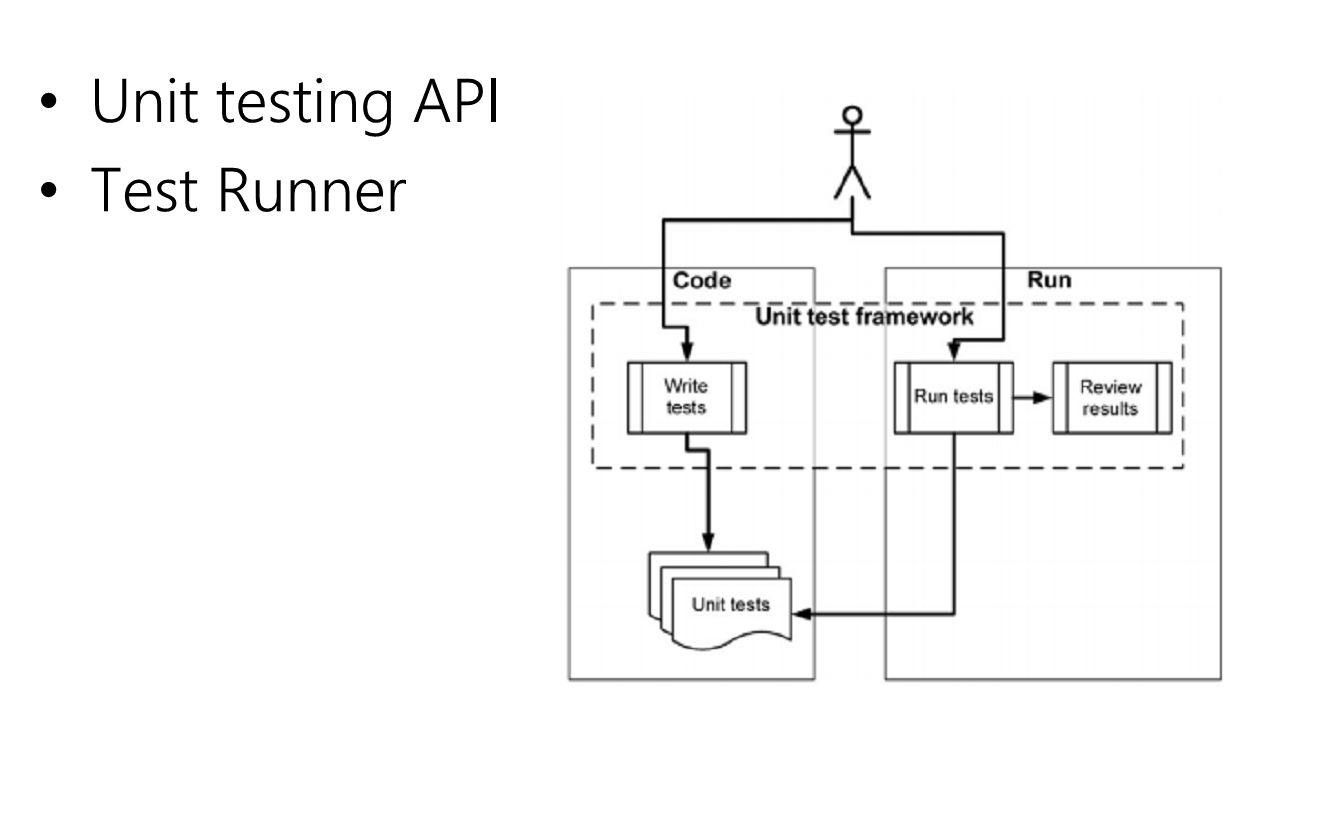 • Unit testing API
• Test Runner
Code
Run
Unit test framework
Write
tests
Run tests
Review
results
Unit tests